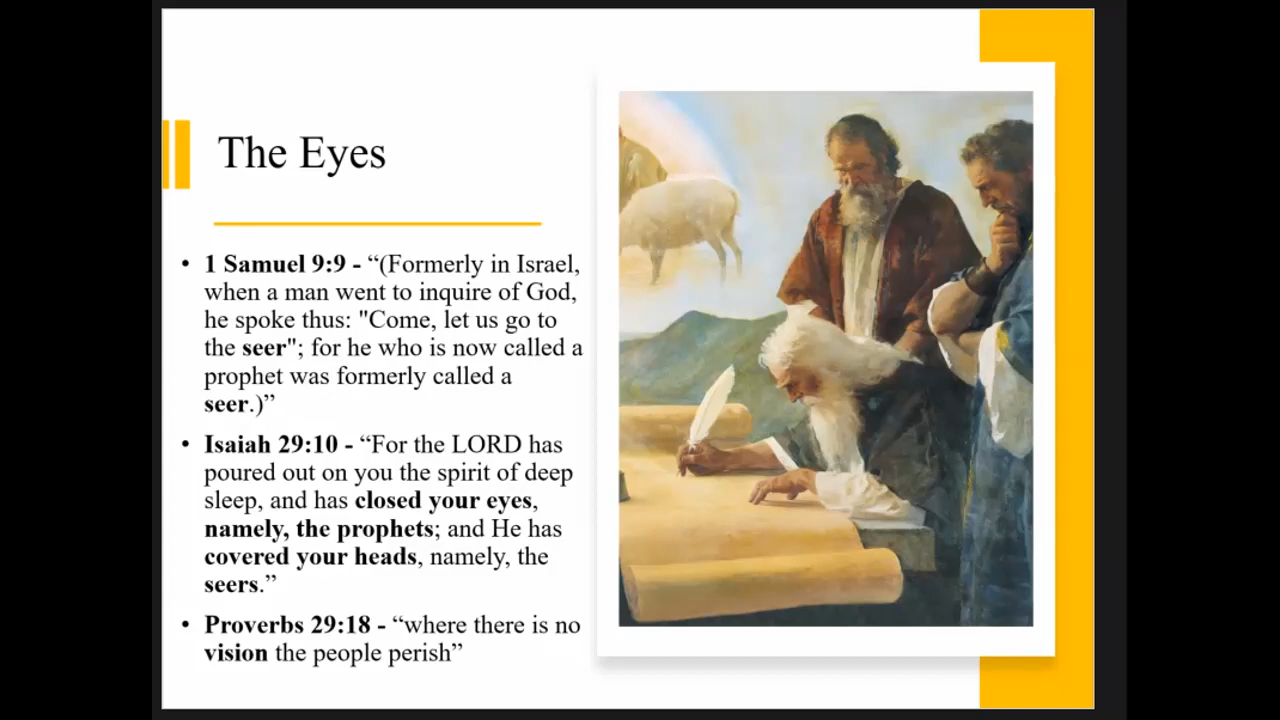 The Eyes
• 1 Samuel 9:9 - “(Formerly in Israel,
when a man went to inquire of God,
he spoke thus: "Come, let us go to
the seer"; for he who is now called a
prophet was formerly called a
seer.)”
• Isaiah 29:10 - “For the LORD has
poured out on you the spirit of deep
sleep, and has closed your eyes,
namely, the prophets; and He has
covered your heads, namely, the
seers.”
• Proverbs 29:18 - “where there is no
vision the people perish”